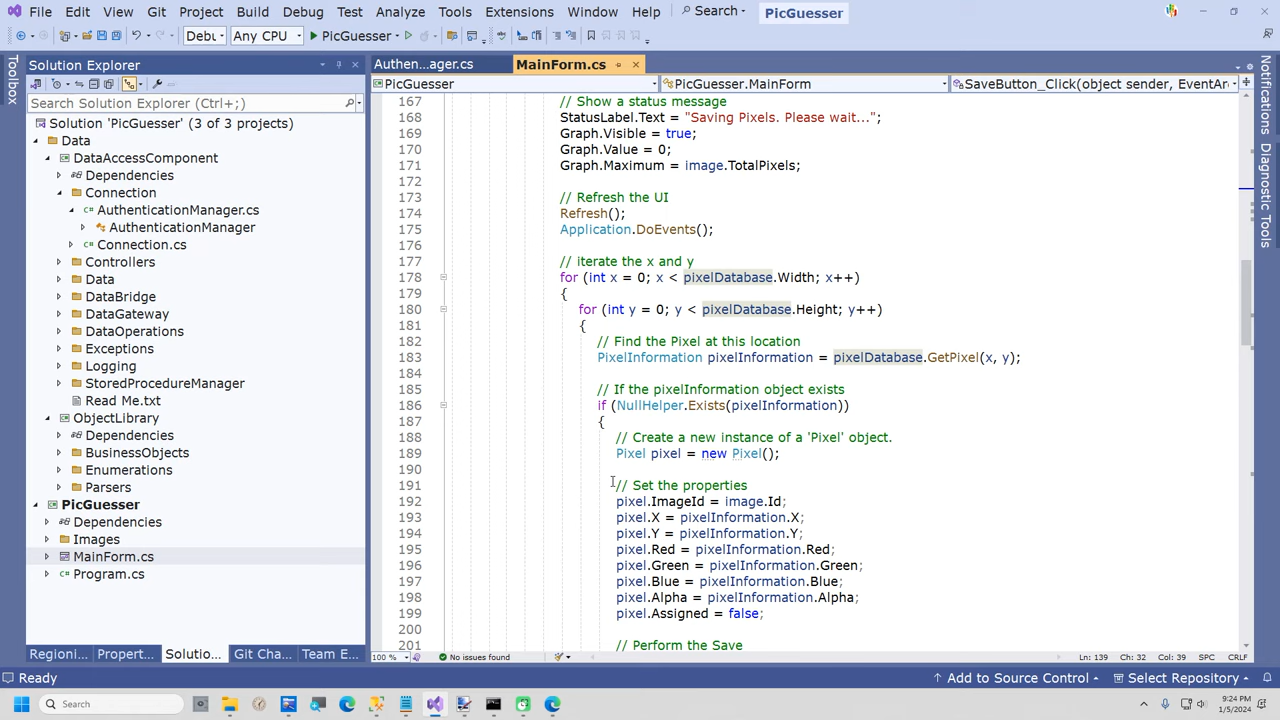 File Edit View Git Project Build Debug Test Analyze Tools Extensions Window Help Search PicGuesser
Debu Any CPU PicGuesser
Toolbox
Solution Explorer
Search Solution Explorer (Ctrl+;)
Solution 'PicGuesser' (3 of 3 projects)
Data
DataAccessComponent
Dependencies
Connection
AuthenticationManager.cs
AuthenticationManager
Connection.cs
Controllers
Data
DataBridge
DataGateway
DataOperations
Exceptions
Logging
StoredProcedureManager
Read Me.txt
ObjectLibrary
Dependencies
BusinessObjects
Enumerations
Parsers
PicGuesser
Dependencies
Images
MainForm.cs
Program.cs
Regioni... Propert... Solutio... Git Cha... Team E...
Authen...ager.cs MainForm.cs
PicGuesser PicGuesser.MainForm SaveButton_Click(object sender, EventArg
167 // Show a status message
168 StatusLabel.Text = "Saving Pixels. Please wait...";
169 Graph.Visible = true;
170 Graph.Value = 0;
171 Graph.Maximum = image.TotalPixels;
172
173 // Refresh the UI
174 Refresh();
175 Application.DoEvents();
176
177 // iterate the x and y
178 for (int x = 0; x < pixelDatabase.Width; x++)
179 {
180 for (int y = 0; y < pixelDatabase.Height; y++)
181 {
182 // Find the Pixel at this location
183 PixelInformation pixelInformation = pixelDatabase.GetPixel(x, y);
184
185 // If the pixelInformation object exists
186 if (NullHelper.Exists(pixelInformation))
187 {
188 // Create a new instance of a 'Pixel' object.
189 Pixel pixel = new Pixel();
190
191 // Set the properties
192 pixel.ImageId = image.Id;
193 pixel.X = pixelInformation.X;
194 pixel.Y = pixelInformation.Y;
195 pixel.Red = pixelInformation.Red;
196 pixel.Green = pixelInformation.Green;
197 pixel.Blue = pixelInformation.Blue;
198 pixel.Alpha = pixelInformation.Alpha;
199 pixel.Assigned = false;
200
201 // Perform the Save
100 % No issues found Ln: 139 Ch: 32 Col: 39 SPC CRLF
Notifications
Diagnostic Tools
Ready Add to Source Control Select Repository
Search
9:24 PM
1/5/2024